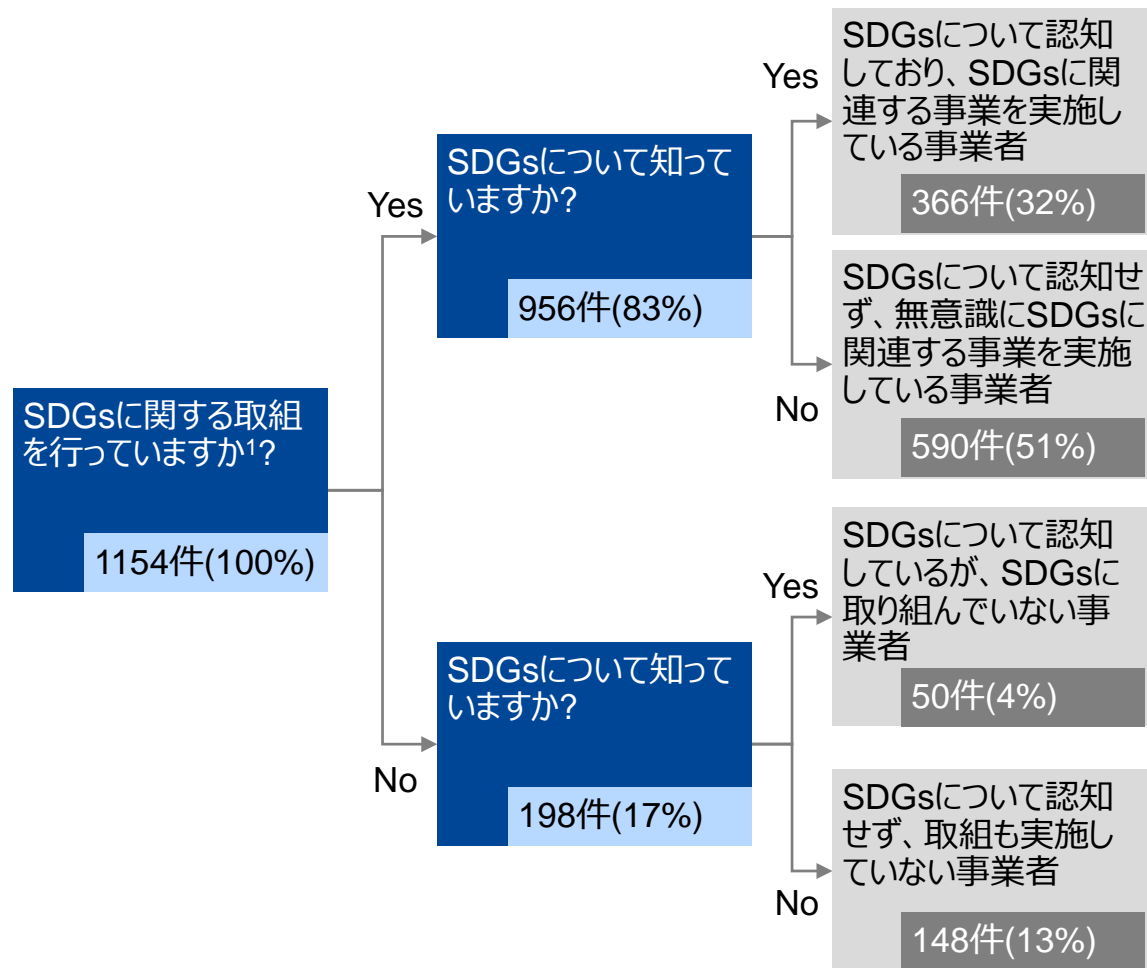 SDGsに関する取組
を行っていますか¹?
1154件(100%)
Yes
SDGsについて知って
いますか?
956件(83%)
Yes
SDGsについて認知
しており、SDGsに関
連する事業を実施し
ている事業者
366件(32%)
No
SDGsについて認知せ
ず、無意識にSDGsに
関連する事業を実施
している事業者
590件(51%)
No
SDGsについて知って
いますか?
198件(17%)
Yes
SDGsについて認知
しているが、SDGsに
取り組んでいない事
業者
50件(4%)
No
SDGsについて認知
せず、取組も実施し
ていない事業者
148件(13%)